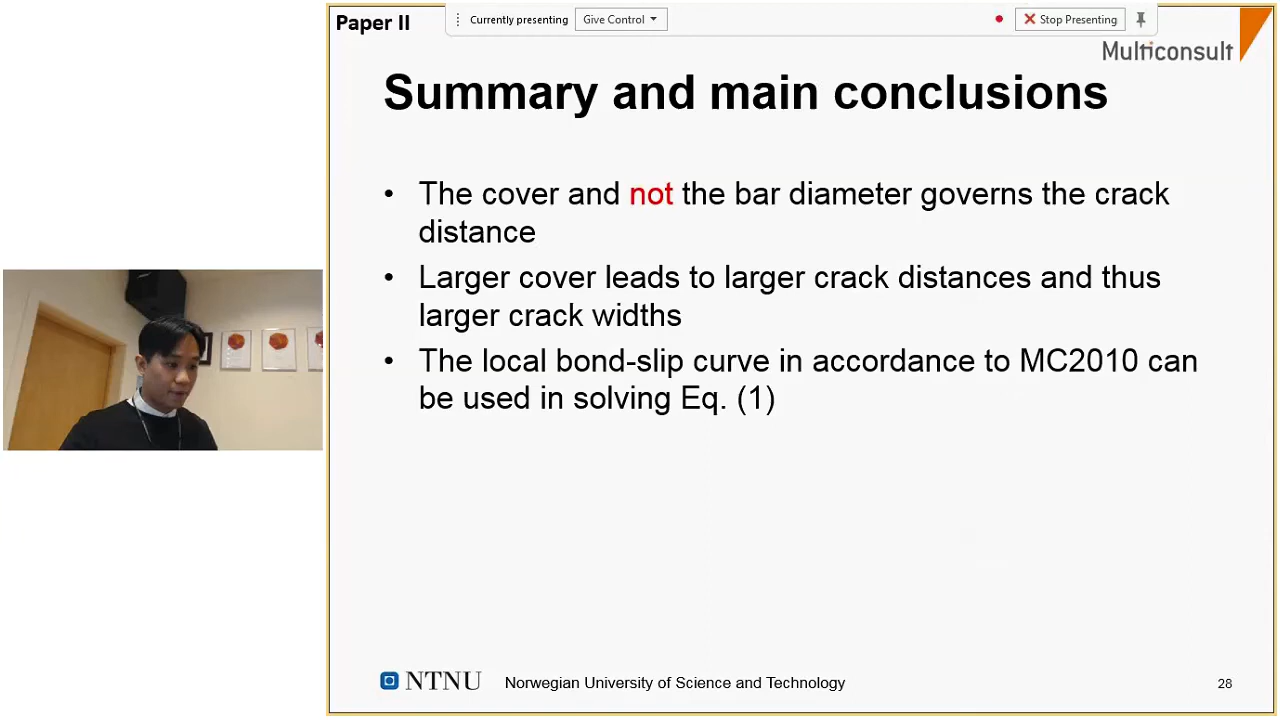 Paper II
Currently presenting
Give Control
Stop Presenting
Multiconsult
Summary and main conclusions
• The cover and not the bar diameter governs the crack
distance
• Larger cover leads to larger crack distances and thus
larger crack widths
• The local bond-slip curve in accordance to MC2010 can
be used in solving Eq. (1)
NTNU
Norwegian University of Science and Technology
28